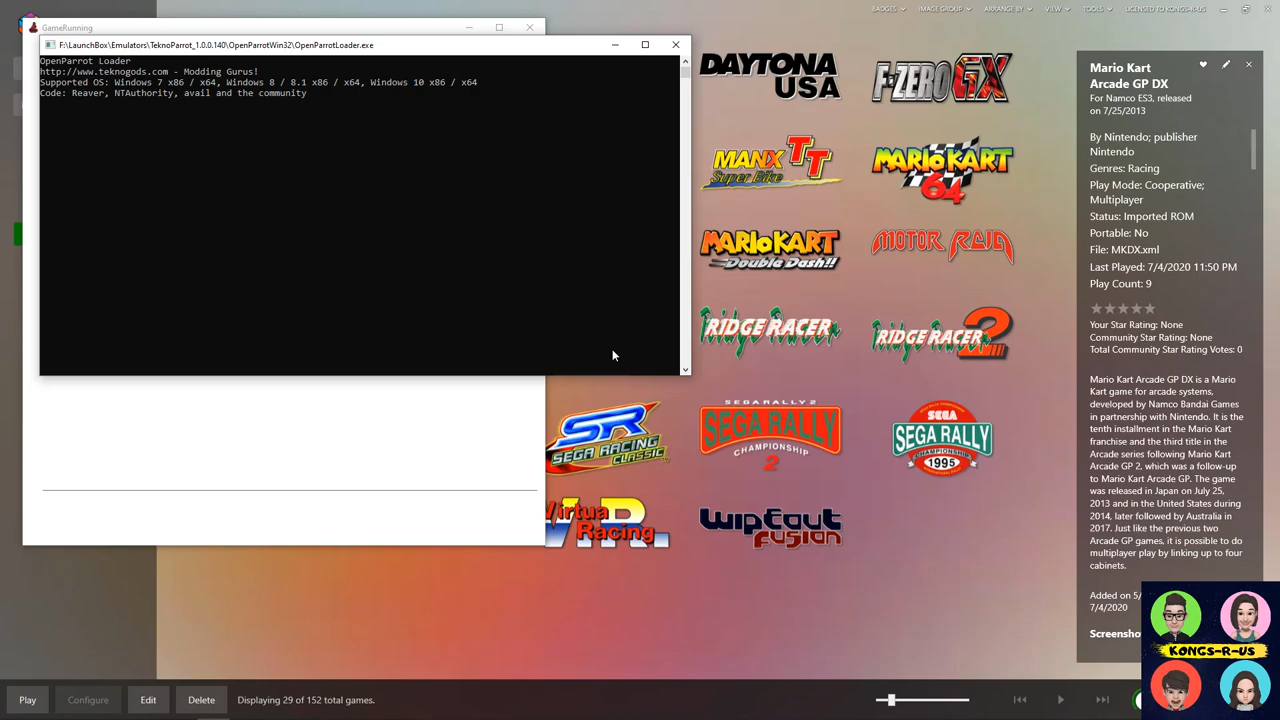 BADGES
IMAGE GROUP
ARRANGE BY
VIEW
TOOLS
LICENSED TO KONGS-R-US
GameRunning
F:\LaunchBox\Emulators\TeknoParrot_1.0.0.140\OpenParrotWin32\OpenParrotLoader.exe
OpenParrot Loader
http://www.teknogods.com - Modding Gurus!
Supported OS: Windows 7 x86 / x64, Windows 8 / 8.1 x86 / x64, Windows 10 x86 / x64
Code: Reaver, NTAuthority, avail and the community
DAYTONA
USA
F-ZERO GX
MANX TT
Super Bike
MARIO KART
64
MARIO KART
Double Dash!!
MOTOR RAID
RIDGE RACER
RIDGE RACER 2
SR
SEGA RACING
CLASSIC
SEGA RALLY 2
SEGA RALLY
CHAMPIONSHIP
2
SEGA
SEGA RALLY
CHAMPIONSHIP
1995
Virtua
Racing
V.R.
wipEout
fusion
Mario Kart
Arcade GP DX
For Namco ES3, released
on 7/25/2013
By Nintendo; publisher
Nintendo
Genres: Racing
Play Mode: Cooperative;
Multiplayer
Status: Imported ROM
Portable: No
File: MKDX.xml
Last Played: 7/4/2020 11:50 PM
Play Count: 9
Your Star Rating: None
Community Star Rating: None
Total Community Star Rating Votes: 0
Mario Kart Arcade GP DX is a Mario
Kart game for arcade systems,
developed by Namco Bandai Games
in partnership with Nintendo. It is the
tenth installment in the Mario Kart
franchise and the third title in the
Arcade series following Mario Kart
Arcade GP 2, which was a follow-up
to Mario Kart Arcade GP. The game
was released in Japan on July 25,
2013 and in the United States during
2014, later followed by Australia in
2017. Just like the previous two
Arcade GP games, it is possible to do
multiplayer play by linking up to four
cabinets.
Added on 5/
7/4/2020
Screensho
KONGS-R-US
Play
Configure
Edit
Delete
Displaying 29 of 152 total games.